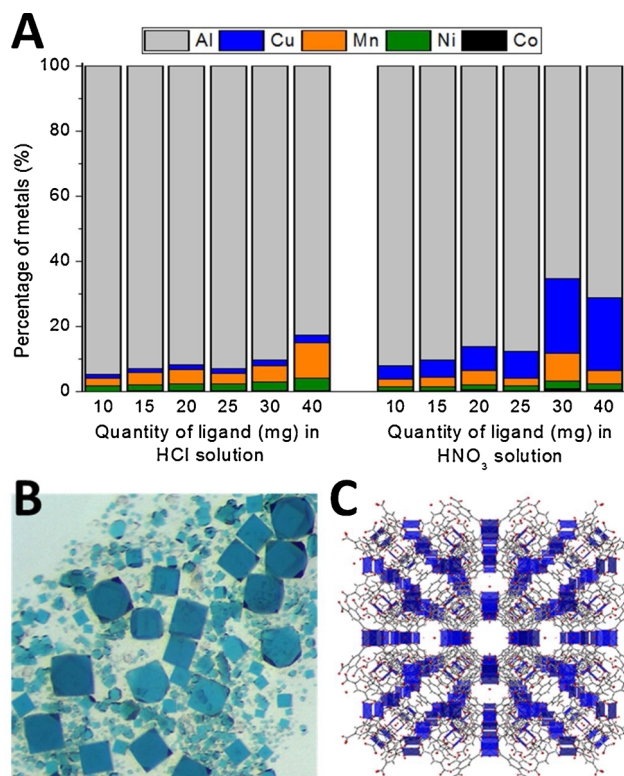 A
Al Cu Mn Ni Co
Percentage of metals (%)
100
80
60
40
20
0
10 15 20 25 30 40 10 15 20 25 30 40
Quantity of ligand (mg) in
HCl solution
Quantity of ligand (mg) in
HNO₃ solution
B
C